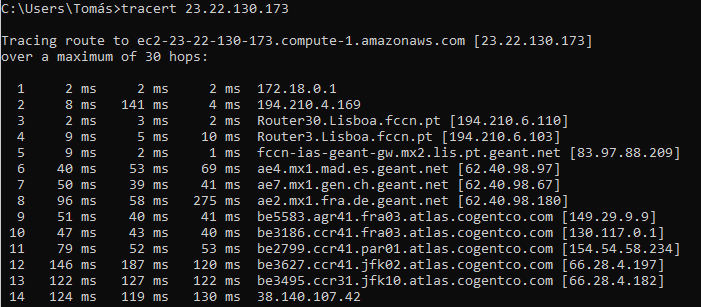 C:\Users\Tomás>tracert 23.22.130.173
Tracing route to ec2-23-22-130-173.compute-1.amazonaws.com [23.22.130.173]
over a maximum of 30 hops:
1 2 ms 2 ms 2 ms 172.18.0.1
2 8 ms 141 ms 4 ms 194.210.4.169
3 2 ms 3 ms 2 ms Router30.Lisboa.fccn.pt [194.210.6.110]
4 9 ms 5 ms 10 ms Router3.Lisboa.fccn.pt [194.210.6.103]
5 9 ms 2 ms 1 ms fccn-ias-geant-gw.mx2.lis.pt.geant.net [83.97.88.209]
6 40 ms 53 ms 69 ms ae4.mx1.mad.es.geant.net [62.40.98.97]
7 50 ms 39 ms 41 ms ae7.mx1.gen.ch.geant.net [62.40.98.67]
8 96 ms 58 ms 275 ms ae2.mx1.fra.de.geant.net [62.40.98.180]
9 51 ms 40 ms 41 ms be5583.agr41.fra03.atlas.cogentco.com [149.29.9.9]
10 47 ms 43 ms 40 ms be3186.ccr41.fra03.atlas.cogentco.com [130.117.0.1]
11 79 ms 52 ms 53 ms be2799.ccr41.par01.atlas.cogentco.com [154.54.58.234]
12 146 ms 187 ms 120 ms be3627.ccr41.jfk02.atlas.cogentco.com [66.28.4.197]
13 122 ms 127 ms 122 ms be3495.ccr31.jfk10.atlas.cogentco.com [66.28.4.182]
14 124 ms 119 ms 130 ms 38.140.107.42